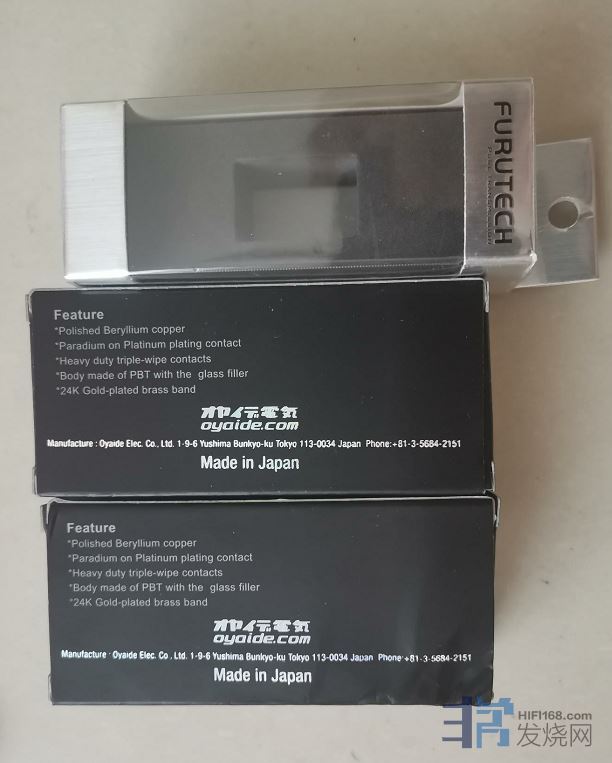 FURUTECH
Feature
*Polished Beryllium copper
*Paradium on Platinum plating contact
*Heavy duty triple-wipe contacts
*Body made of PBT with the glass filler
*24K Gold-plated brass band
オヤイデ電気
oyaide.com
Manufacture : Oyaide Elec. Co., Ltd. 1-9-6 Yushima Bunkyo-ku Tokyo 113-0034 Japan Phone:+81-3-5684-2151
Made in Japan
Feature
*Polished Beryllium copper
*Paradium on Platinum plating contact
*Heavy duty triple-wipe contacts
*Body made of PBT with the glass filler
*24K Gold-plated brass band
オヤイデ電気
oyaide.com
Manufacture : Oyaide Elec. Co., Ltd. 1-9-6 Yushima Bunkyo-ku Tokyo 113-0034 Japan Phone:+81-3-5684-2151
Made in Japan
HIFI168.com
发烧网